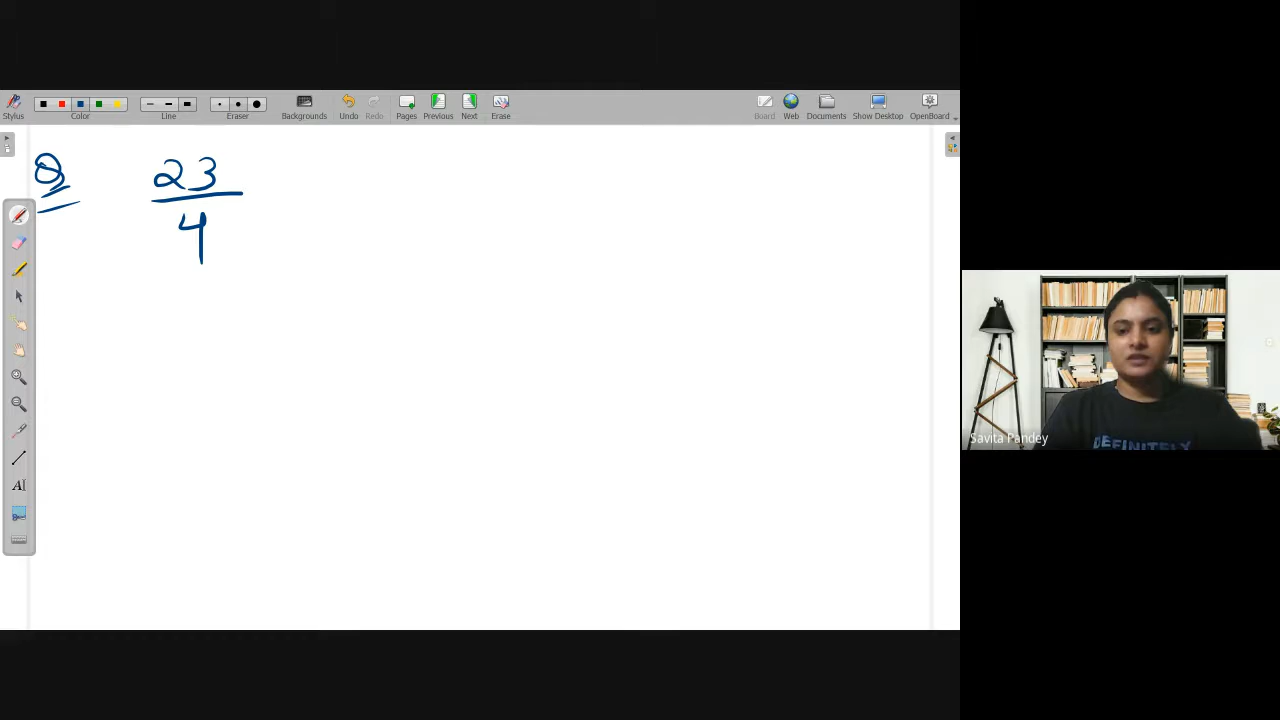 Stylus
Color
Line
Eraser
Backgrounds
Undo
Redo
Pages
Previous
Next
Erase
Board
Web
Documents
Show Desktop
OpenBoard
Q
23
4
A
Savita Pandey
DEFINITELY